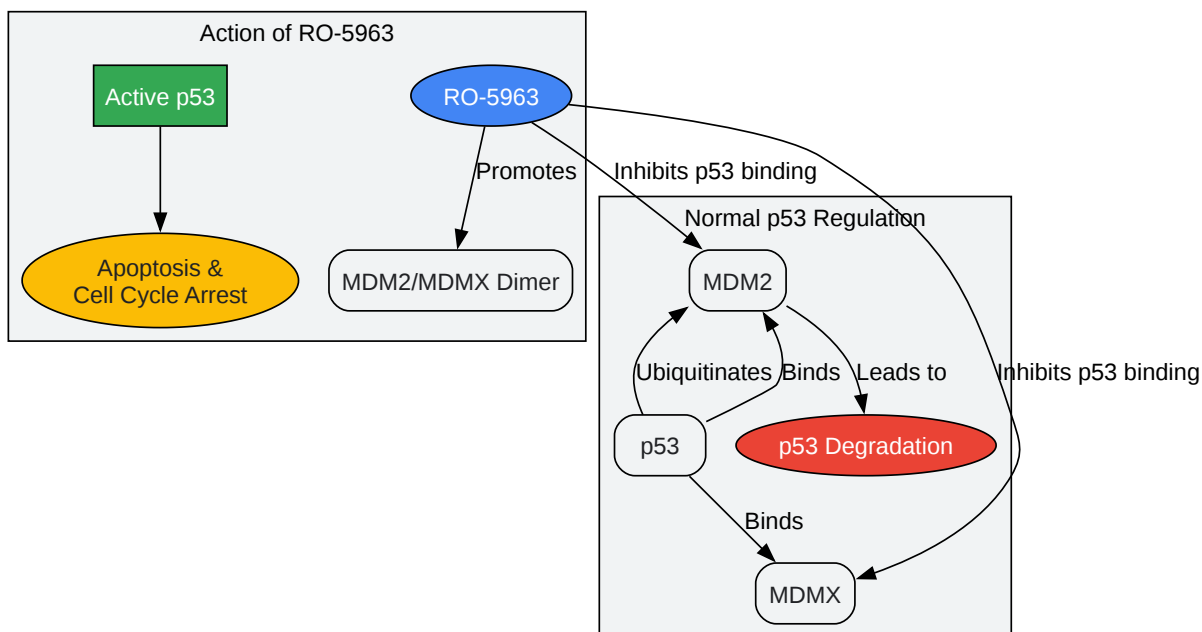 Action of RO-5963
Active p53
RO-5963
Promotes
Inhibits p53 binding
Apoptosis &
Cell Cycle Arrest
MDM2/MDMX Dimer
Normal p53 Regulation
MDM2
Ubiquitinates
Binds
Leads to
Inhibits p53 binding
p53
p53 Degradation
Binds
MDMX